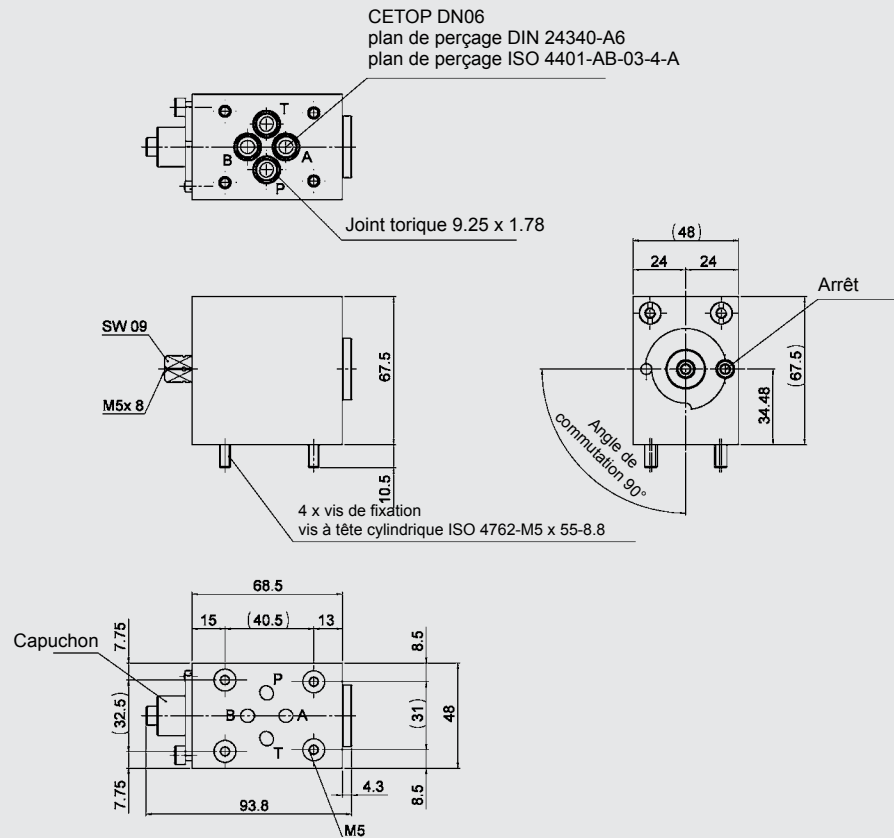 CETOP DN06
plan de perçage DIN 24340-A6
plan de perçage ISO 4401-AB-03-4-A
T
B
A
P
Joint torique 9.25 x 1.78
(48)
24
24
Arrêt
SW 09
M5x 8
67.5
10.5
(67.5)
34.48
Angle de
commutation 90°
4 x vis de fixation
vis à tête cylindrique ISO 4762-M5 x 55-8.8
68.5
15
(40.5)
13
7.75
8.5
Capuchon
P
B
A
T
(32.5)
(31)
48
7.75
8.5
4.3
93.8
M5